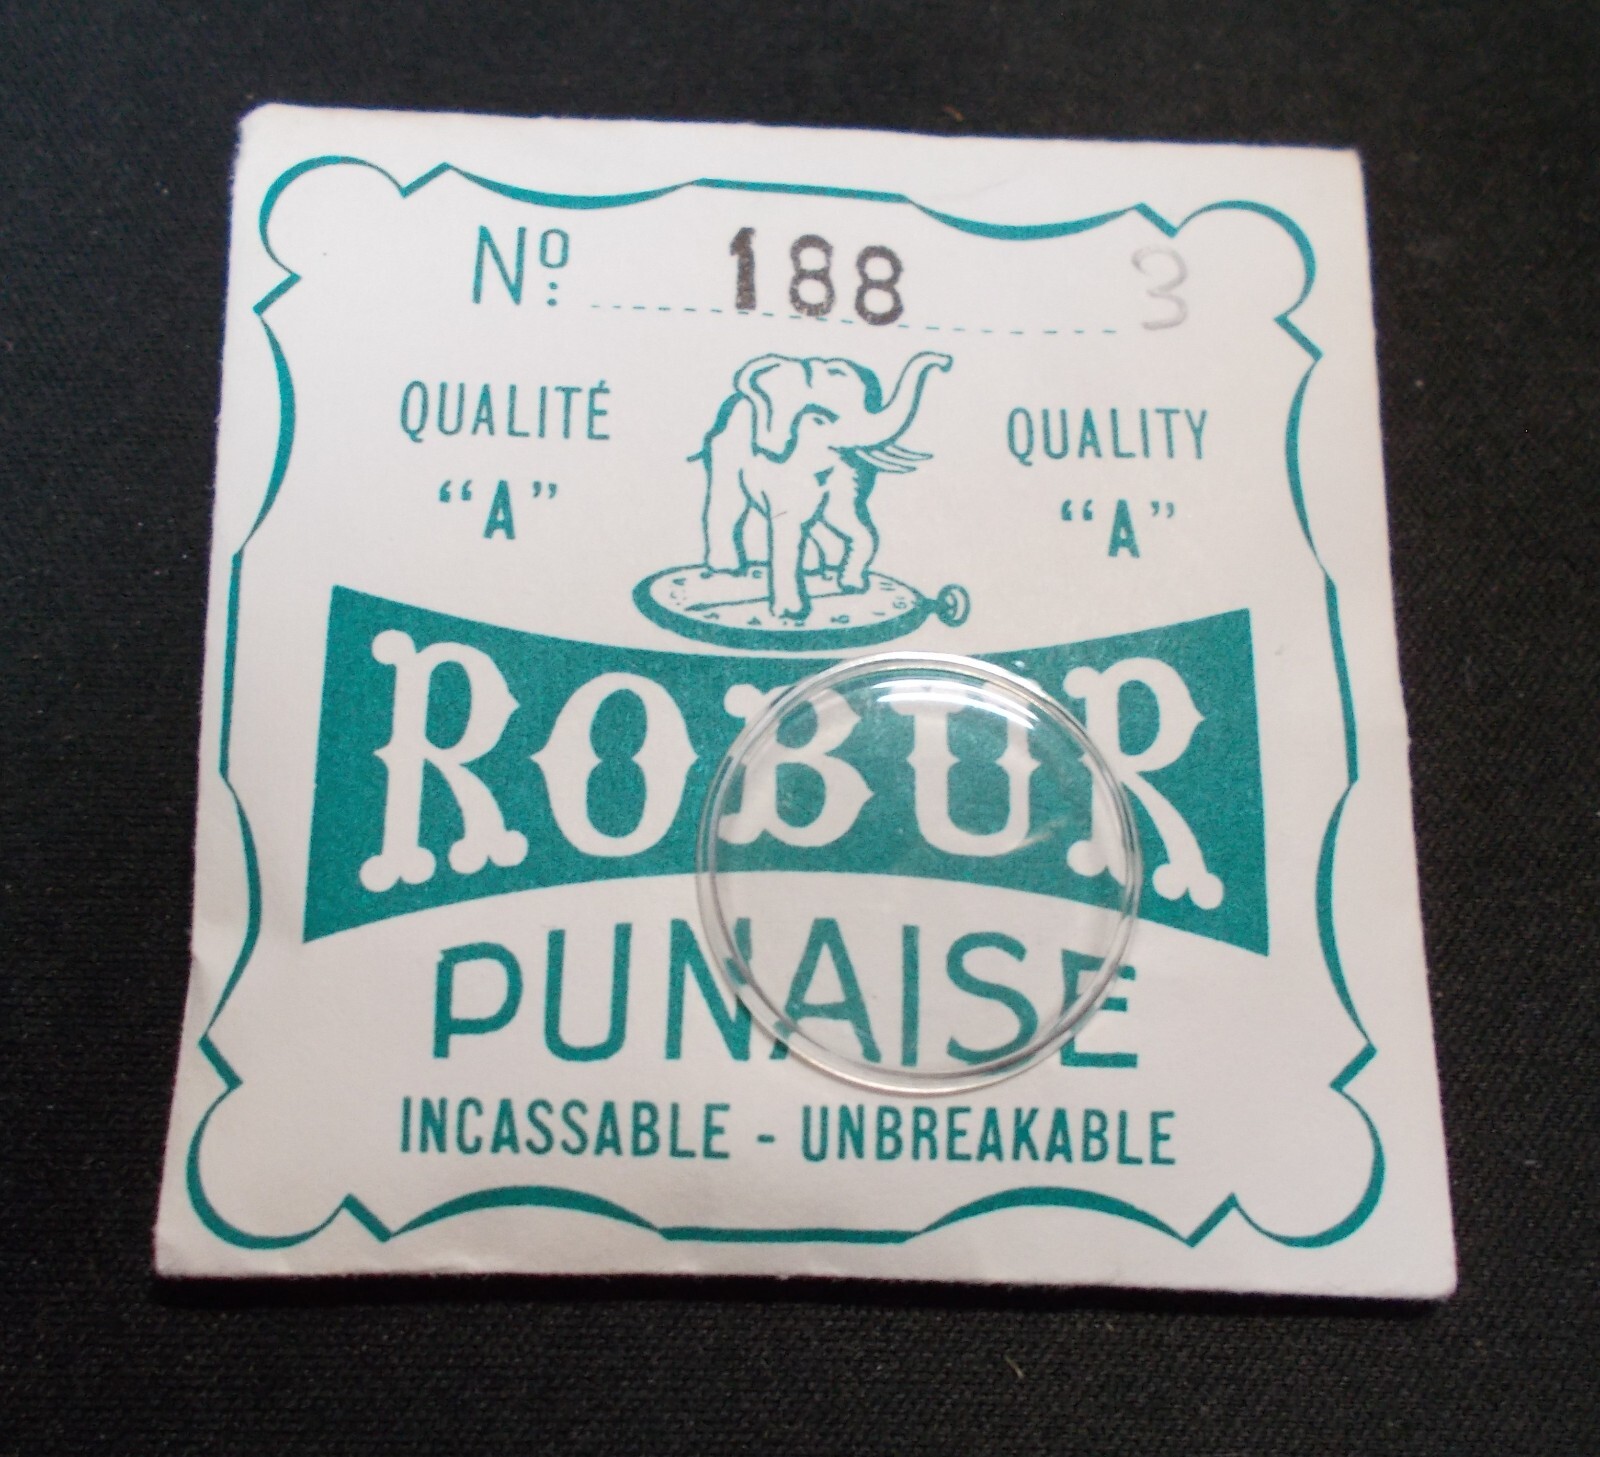 Nº: 188 3
QUALITÉ QUALITY
“A” “A”
ROBUR
PUNAISE
INCASSABLE - UNBREAKABLE